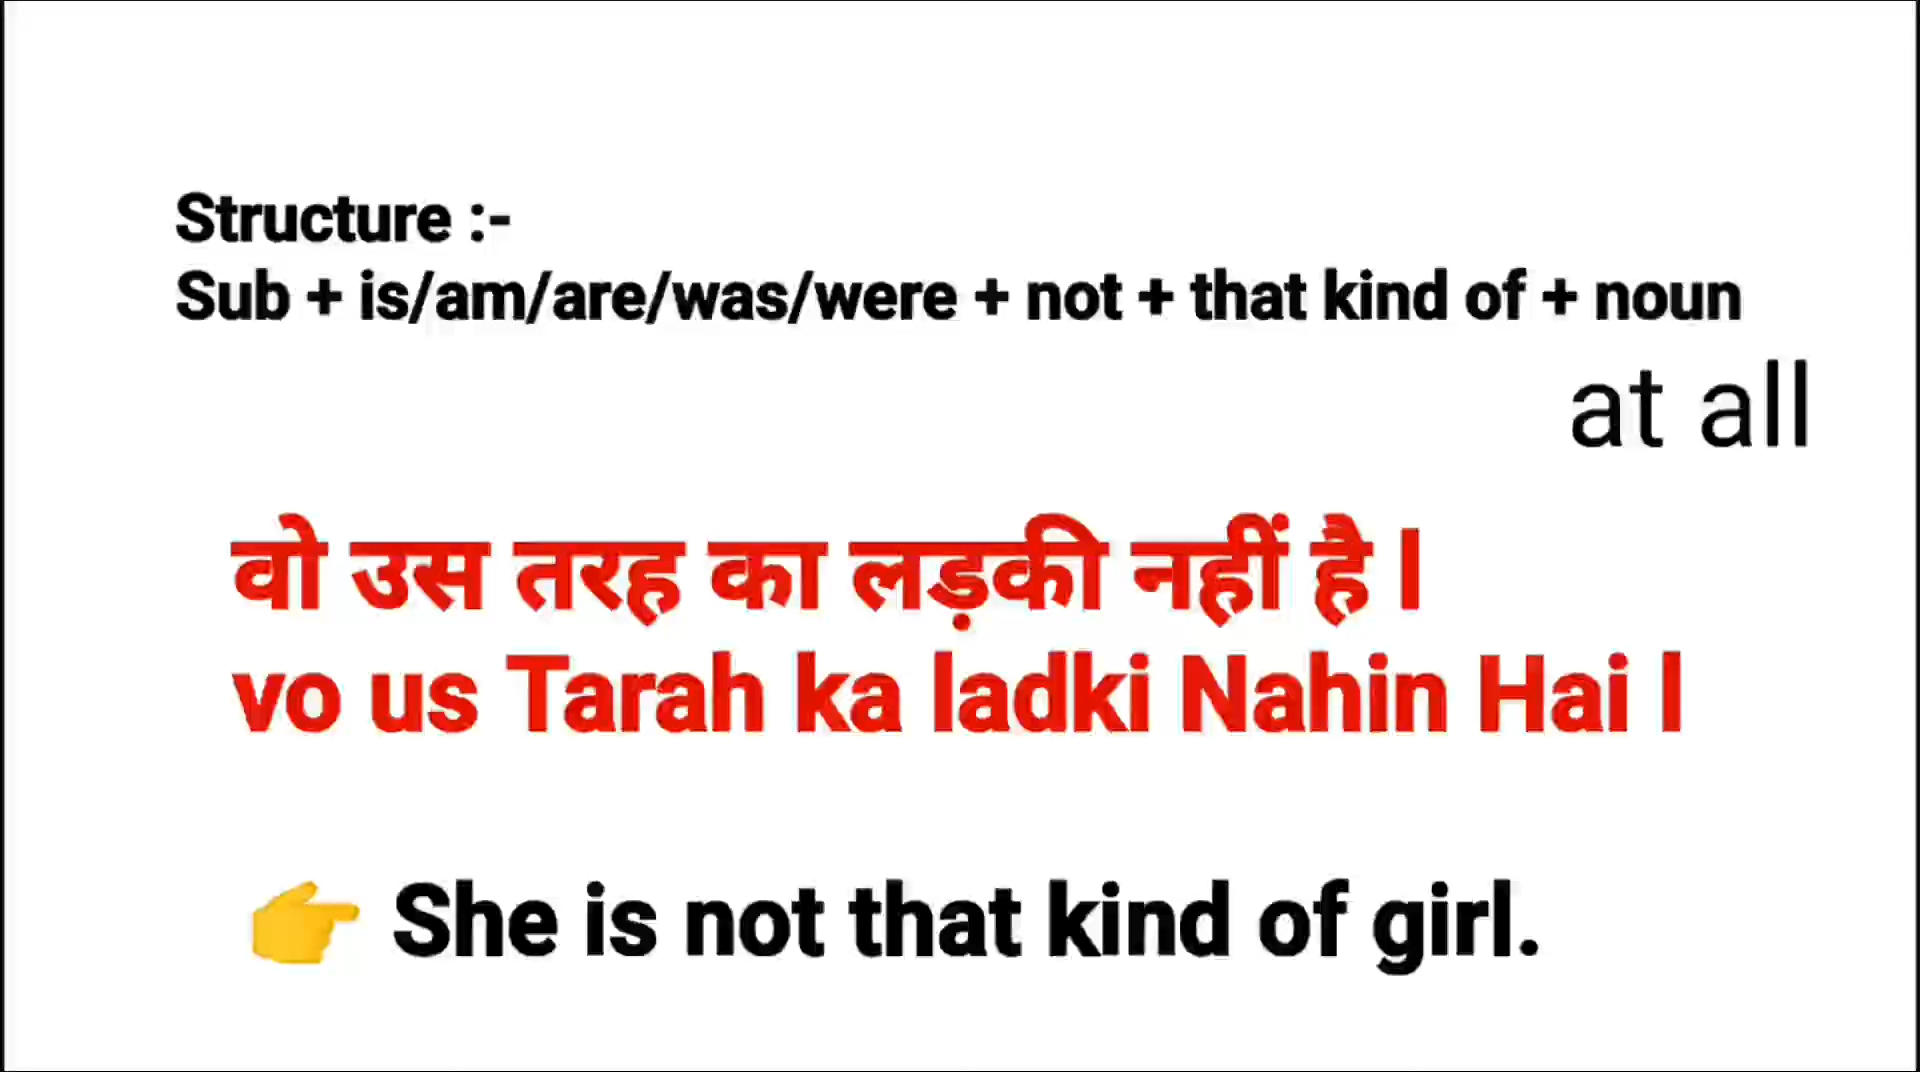 Structure :-
Sub + is/am/are/was/were + not + that kind of + noun
at all
वो उस तरह का लड़की नहीं है l
vo us Tarah ka ladki Nahin Hai l
👉 She is not that kind of girl.